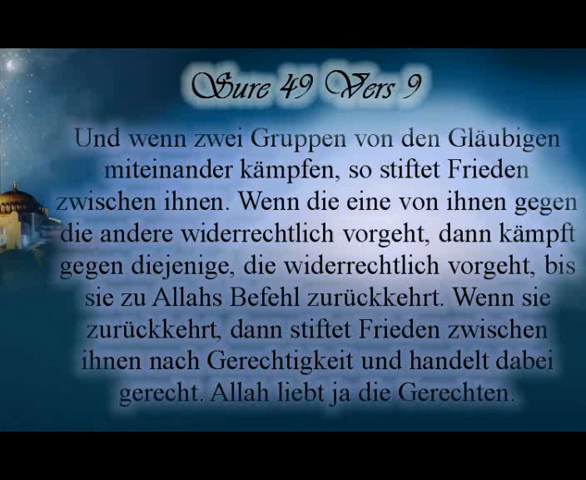 Sure 49 Vers 9
Und wenn zwei Gruppen von den Gläubigen
miteinander kämpfen, so stiftet Frieden
zwischen ihnen. Wenn die eine von ihnen gegen
die andere widerrechtlich vorgeht, dann kämpft
gegen diejenige, die widerrechtlich vorgeht, bis
sie zu Allahs Befehl zurückkehrt. Wenn sie
zurückkehrt, dann stiftet Frieden zwischen
ihnen nach Gerechtigkeit und handelt dabei
gerecht. Allah liebt ja die Gerechten.